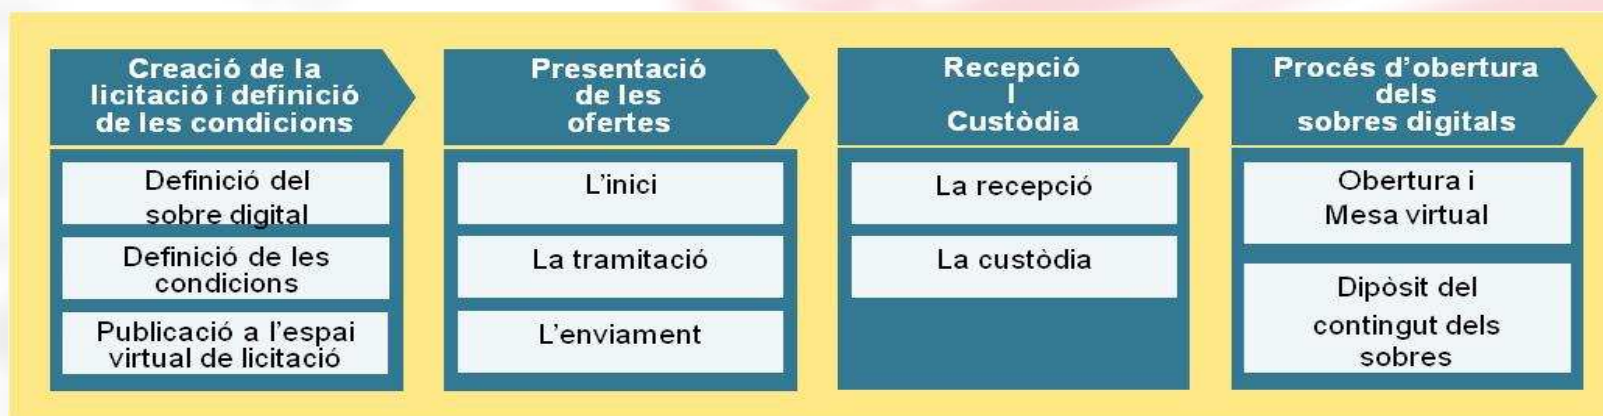 Creació de la
licitació i definició
de les condicions
Definició del
sobre digital
Definició de les
condicions
Publicació a l'espai
virtual de licitació
Presentació
de les
ofertes
L'inici
La tramitació
L'enviament
Recepció
I
Custòdia
La recepció
La custòdia
Procés d'obertura
dels
sobres digitals
Obertura i
Mesa virtual
Dipòsit del
contingut dels
sobres